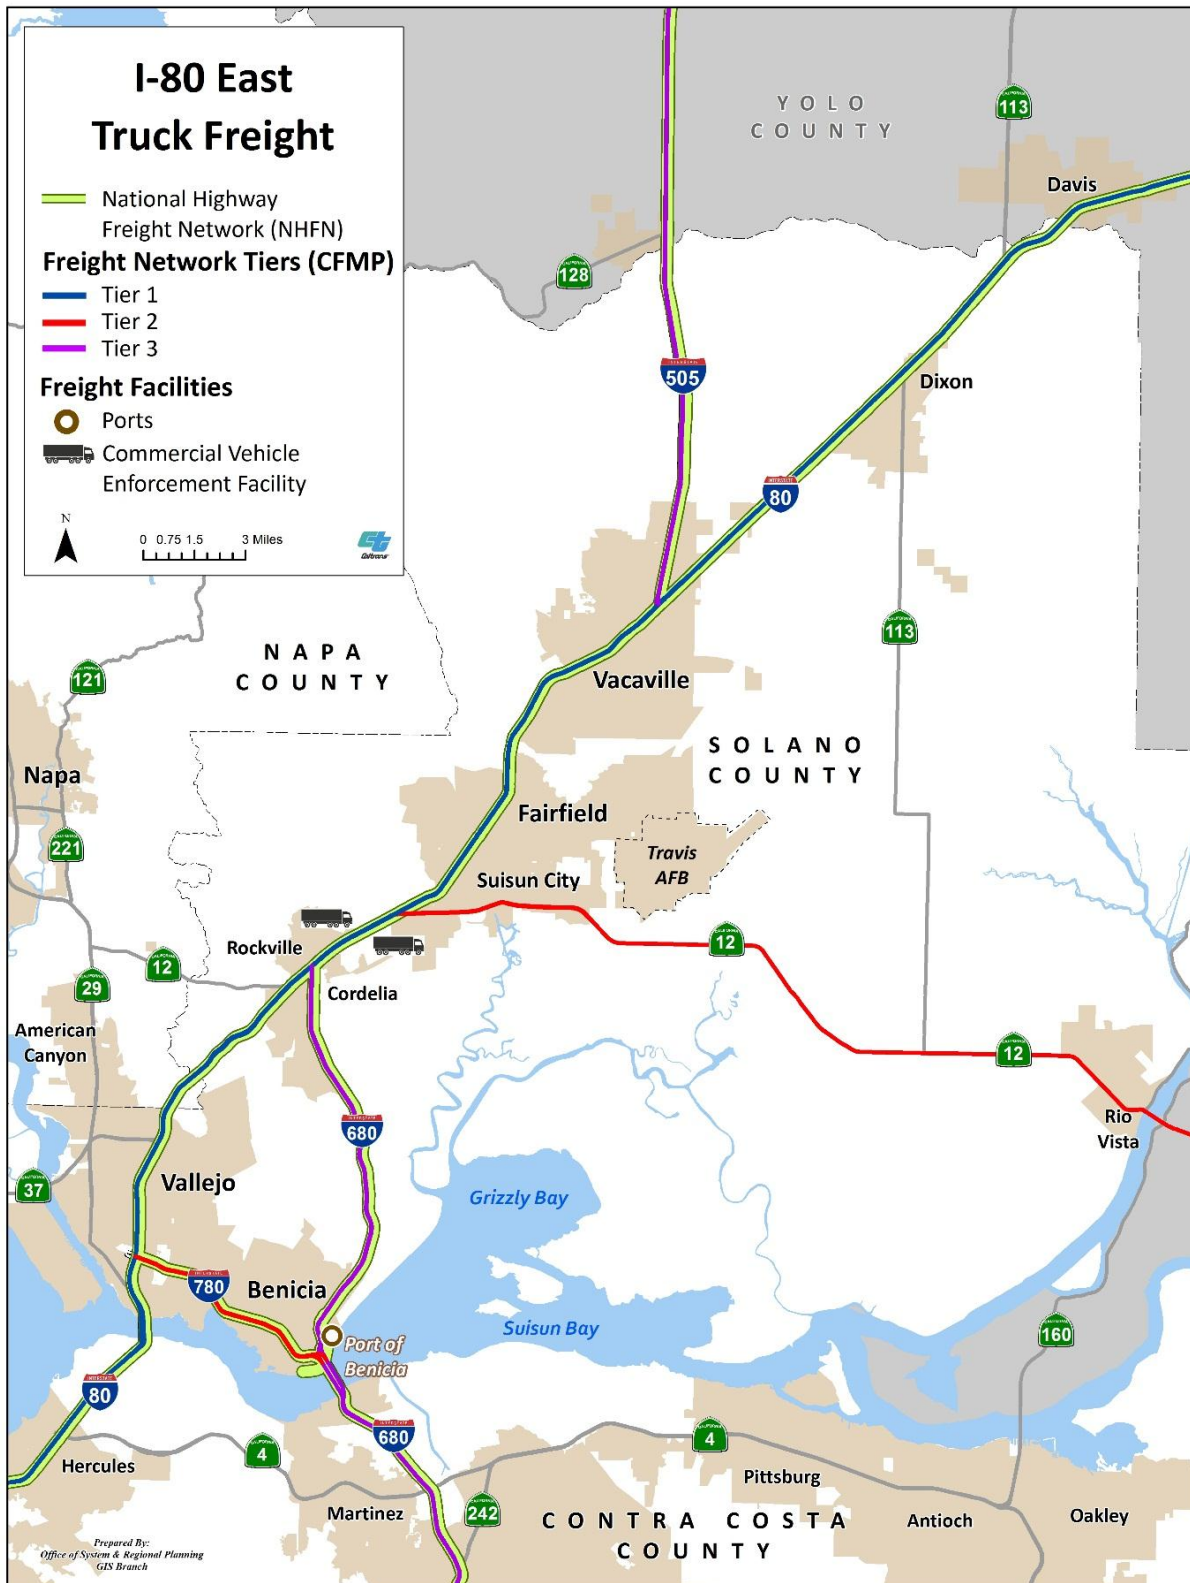 I-80 East
Truck Freight
National Highway
Freight Network (NHFN)
Freight Network Tiers (CFMP)
Tier 1
Tier 2
Tier 3
Freight Facilities
Ports
Commercial Vehicle
Enforcement Facility
N
0 0.75 1.5 3 Miles
Caltrans
YOLO
COUNTY
113
Davis
128
505
Dixon
80
113
NAPA
COUNTY
121
Vacaville
SOLANO
COUNTY
Napa
Fairfield
221
Travis
AFB
Suisun City
Rockville
12
12
Cordelia
29
American
Canyon
12
Rio
Vista
680
37
Vallejo
Grizzly Bay
780
Benicia
Suisun Bay
Port of
Benicia
160
80
680
4
4
Hercules
Pittsburg
Martinez
242
CONTRA COSTA
COUNTY
Antioch
Oakley
Prepared By:
Office of System & Regional Planning
GIS Branch